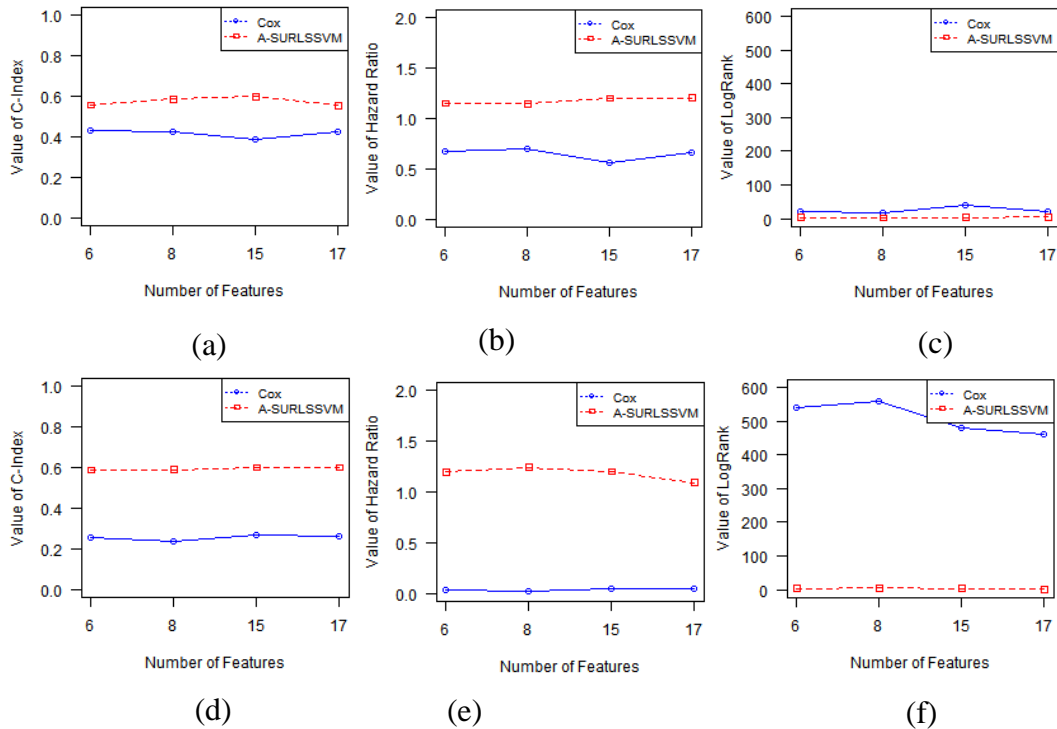 Value of C-Index
1.0
0.8
0.6
0.4
0.2
0.0
Cox
A-SURLSSVM
6 8 15 17
Number of Features
(a)
Value of Hazard Ratio
2.0
1.5
1.0
0.5
0.0
Cox
A-SURLSSVM
6 8 15 17
Number of Features
(b)
Value of LogRank
600
500
400
300
200
100
0
Cox
A-SURLSSVM
6 8 15 17
Number of Features
(c)
Value of C-Index
1.0
0.8
0.6
0.4
0.2
0.0
Cox
A-SURLSSVM
6 8 15 17
Number of Features
(d)
Value of Hazard Ratio
2.0
1.5
1.0
0.5
0.0
Cox
A-SURLSSVM
6 8 15 17
Number of Features
(e)
Value of LogRank
600
500
400
300
200
100
0
Cox
A-SURLSSVM
6 8 15 17
Number of Features
(f)